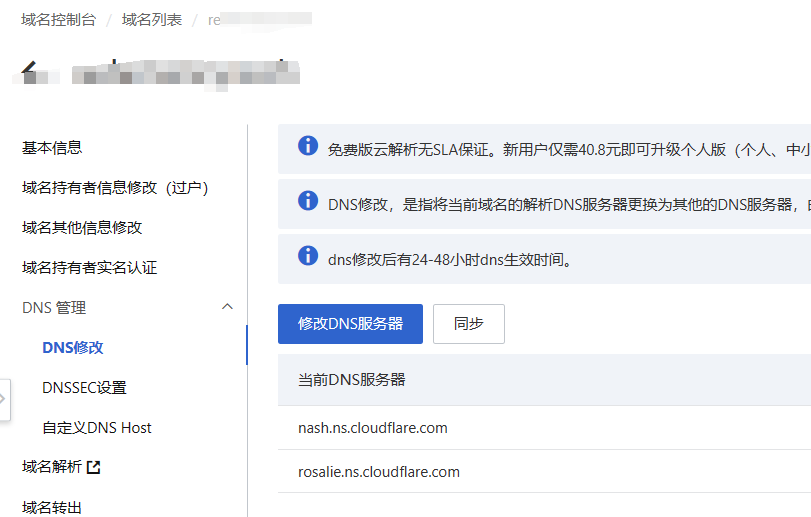 域名控制台 / 域名列表 / re
基本信息
域名持有者信息修改（过户）
域名其他信息修改
域名持有者实名认证
DNS 管理
DNS修改
DNSSEC设置
自定义DNS Host
域名解析
域名转出
免费版云解析无SLA保证。新用户仅需40.8元即可升级个人版（个人、中小
DNS修改，是指将当前域名的解析DNS服务器更换为其他的DNS服务器，
dns修改后有24-48小时dns生效时间。
修改DNS服务器 同步
当前DNS服务器
nash.ns.cloudflare.com
rosalie.ns.cloudflare.com